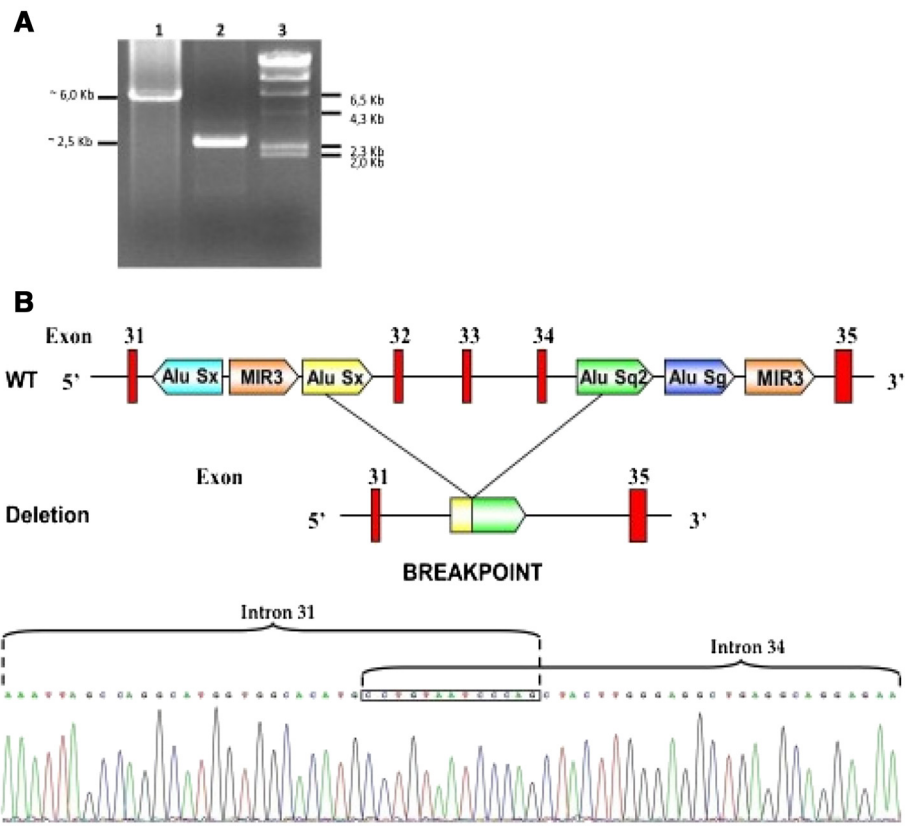 A
1 2 3
~ 6,0 Kb
6,5 Kb
4,3 Kb
~ 2,5 Kb
2,3 Kb
2,0 Kb
B
Exon 31 32 33 34 35
WT 5’ Alu Sx MIR3 Alu Sx Alu Sq2 Alu Sg MIR3 3’
Exon 31 35
Deletion 5’ 3’
BREAKPOINT
Intron 31
Intron 34
A A A T T A G C C A G G C A T G G T G G C A C A T G C C T G T A A T C C C A G C T A C T T G G G A G G C T G A G G C A G G A G A A